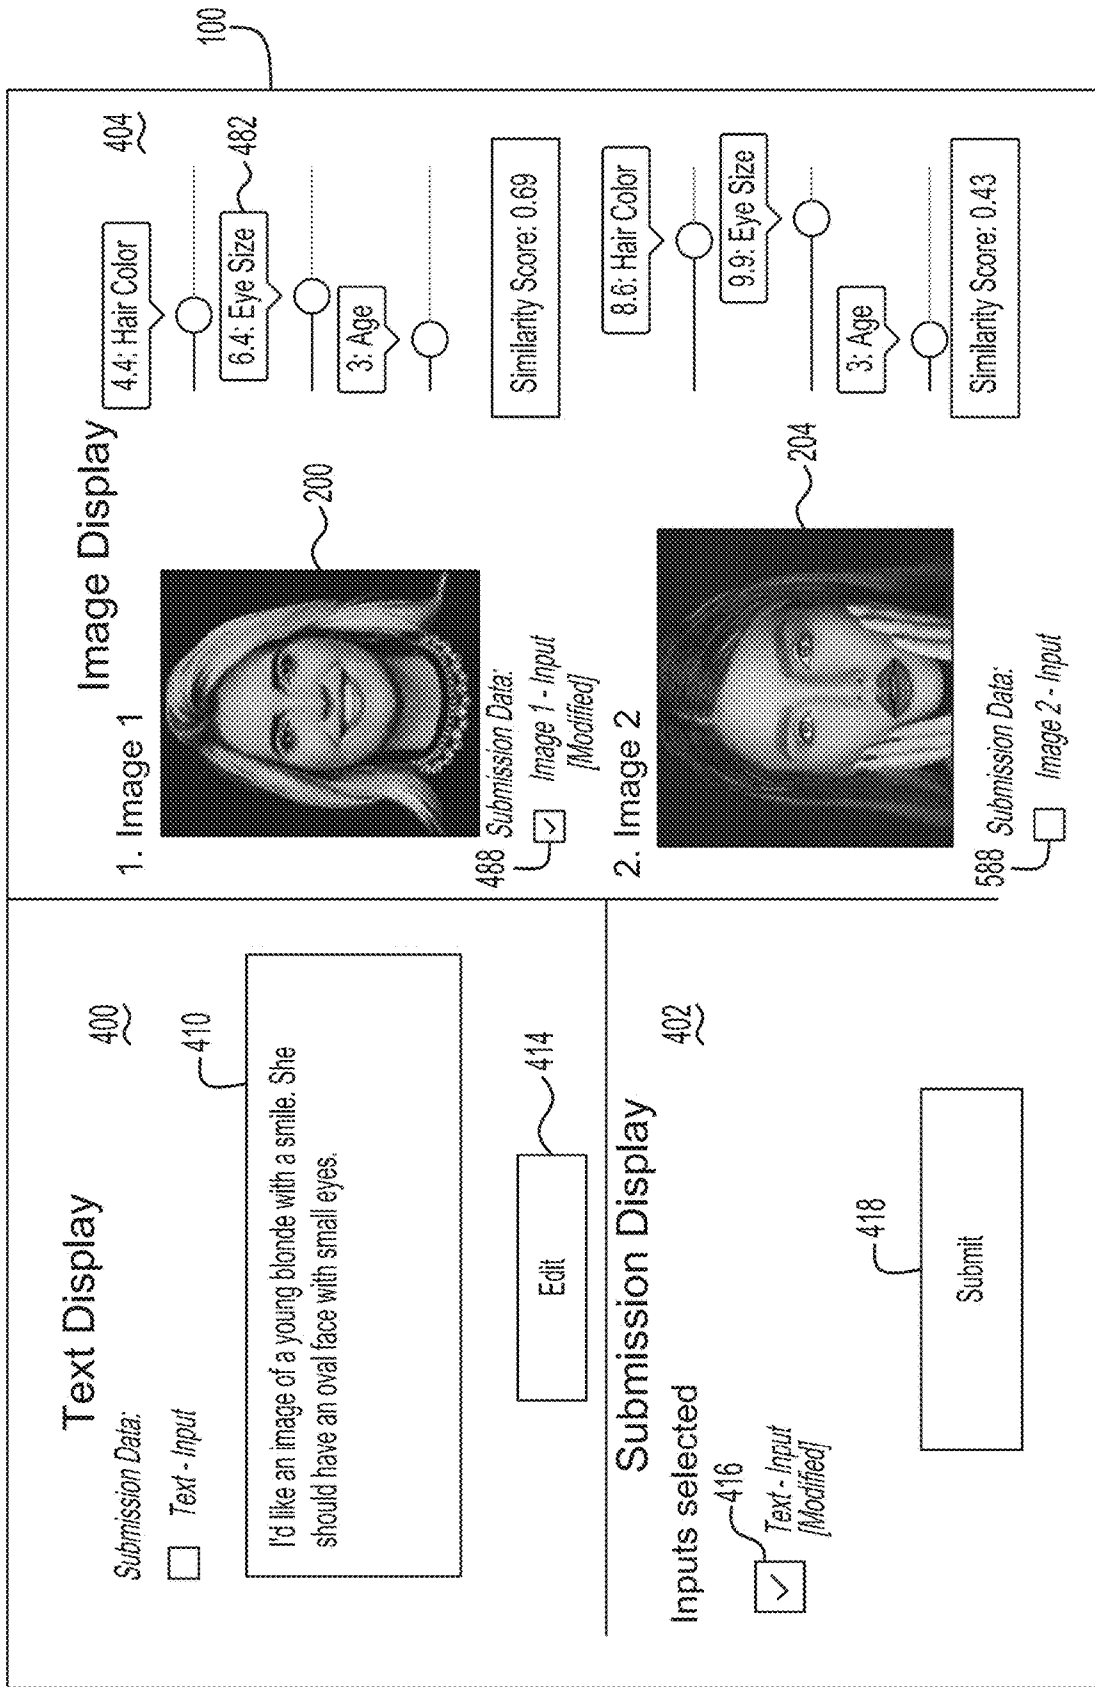 100
Text Display
400
Submission Data:
Text - Input
410
I'd like an image of a young blonde with a smile. She
should have an oval face with small eyes.
Edit
414
Submission Display
402
Inputs selected
416
Text - Input
[Modified]
418
Submit
Image Display
404
1. Image 1
200
4.4: Hair Color
6.4: Eye Size
482
3: Age
Similarity Score: 0.69
488
Submission Data:
Image 1 - Input
[Modified]
2. Image 2
204
8.6: Hair Color
9.9: Eye Size
3: Age
Similarity Score: 0.43
588
Submission Data:
Image 2 - Input